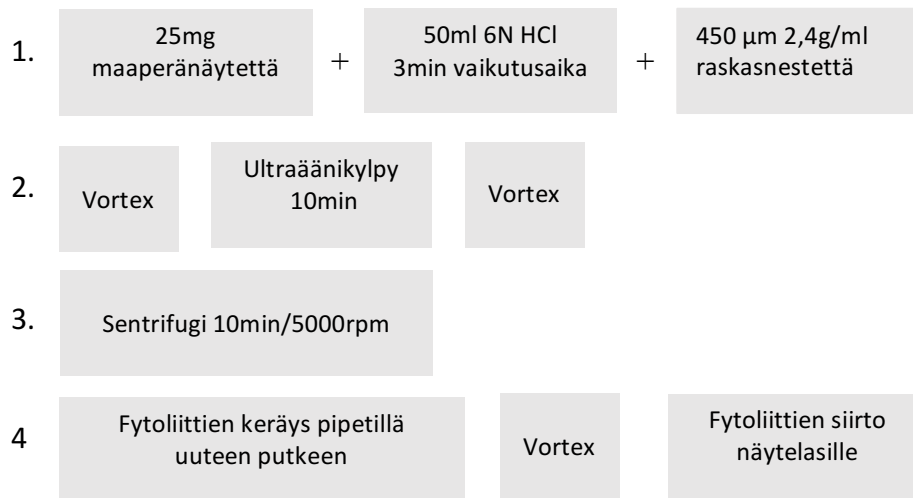 1.
25mg
maaperänäytettä
+
50ml 6N HCl
3min vaikutusaika
+
450 µm 2,4g/ml
raskasnestettä
2.
Vortex
Ultraäänikylpy
10min
Vortex
3.
Sentrifugi 10min/5000rpm
4
Fytoliittien keräys pipetillä
uuteen putkeen
Vortex
Fytoliittien siirto
näytelasille